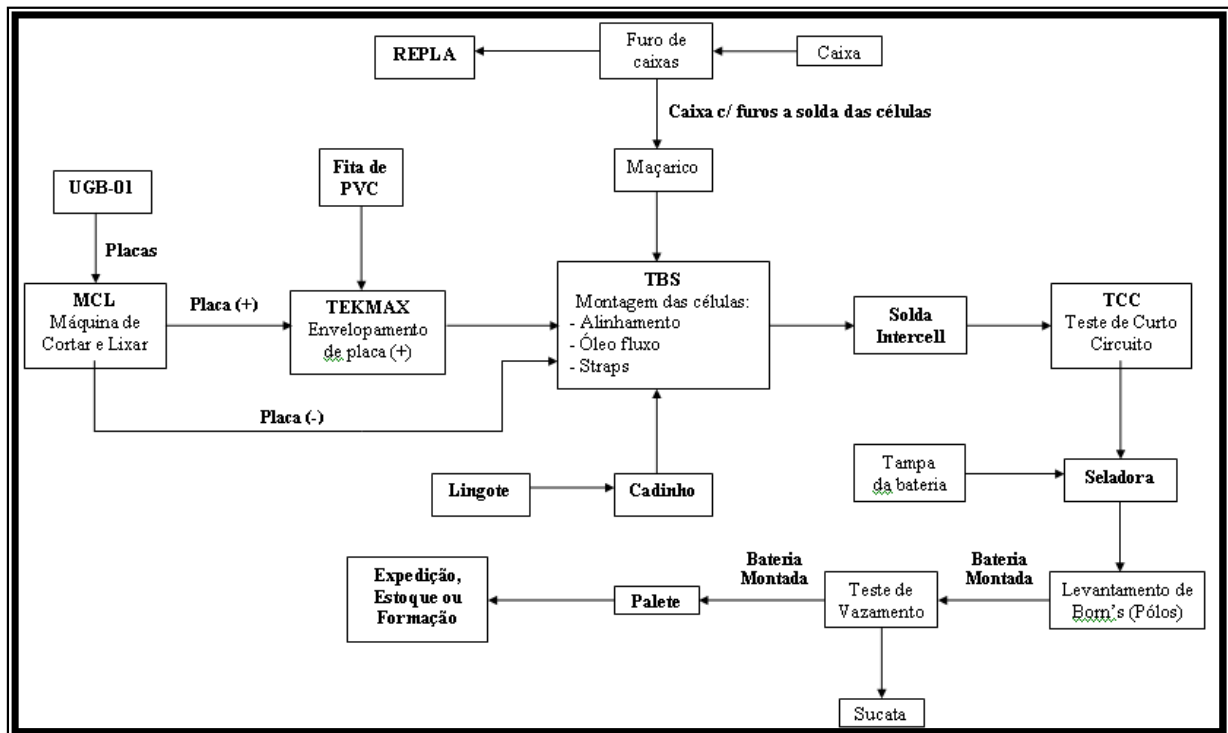 REPLA
Furo de
caixas
Caixa
Caixa c/ furos a solda das células
Maçarico
UGB-01
Fita de
PVC
Placas
MCL
Máquina de
Cortar e Lixar
Placa (+)
TEKMAX
Envelopamento
de placa (+)
TBS
Montagem das células:
- Alinhamento
- Óleo fluxo
- Straps
Solda
Intercell
TCC
Teste de Curto
Circuito
Placa (-)
Lingote
Cadinho
Tampa
da bateria
Seladora
Expedição,
Estoque ou
Formação
Palete
Bateria
Montada
Teste de
Vazamento
Bateria
Montada
Levantamento de
Born's (Pólos)
Sucata